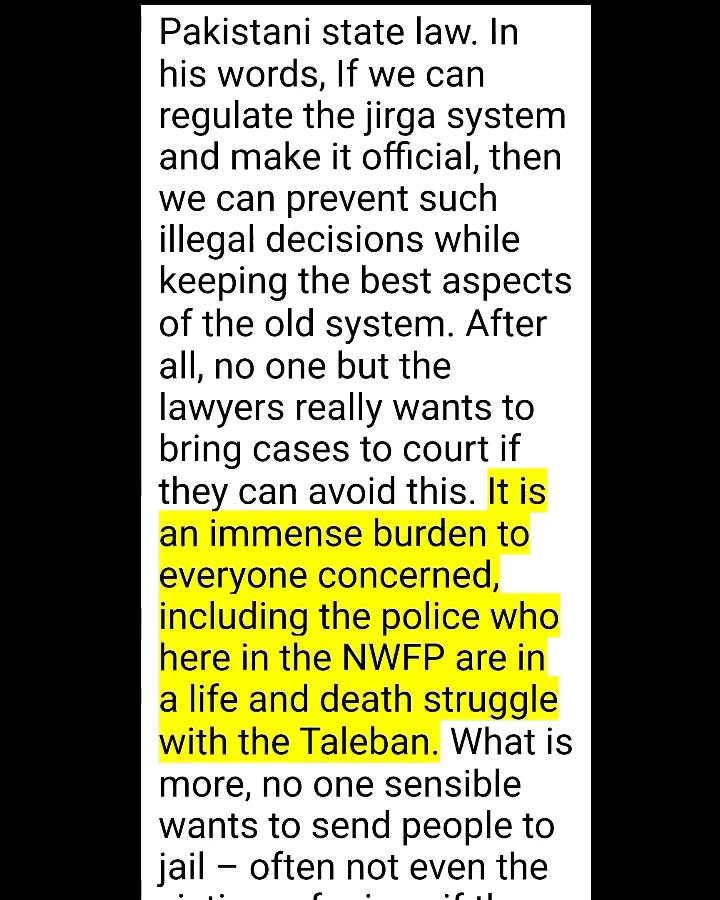 Pakistani state law. In
his words, If we can
regulate the jirga system
and make it official, then
we can prevent such
illegal decisions while
keeping the best aspects
of the old system. After
all, no one but the
lawyers really wants to
bring cases to court if
they can avoid this. It is
an immense burden to
everyone concerned,
including the police who
here in the NWFP are in
a life and death struggle
with the Taleban. What is
more, no one sensible
wants to send people to
jail – often not even the